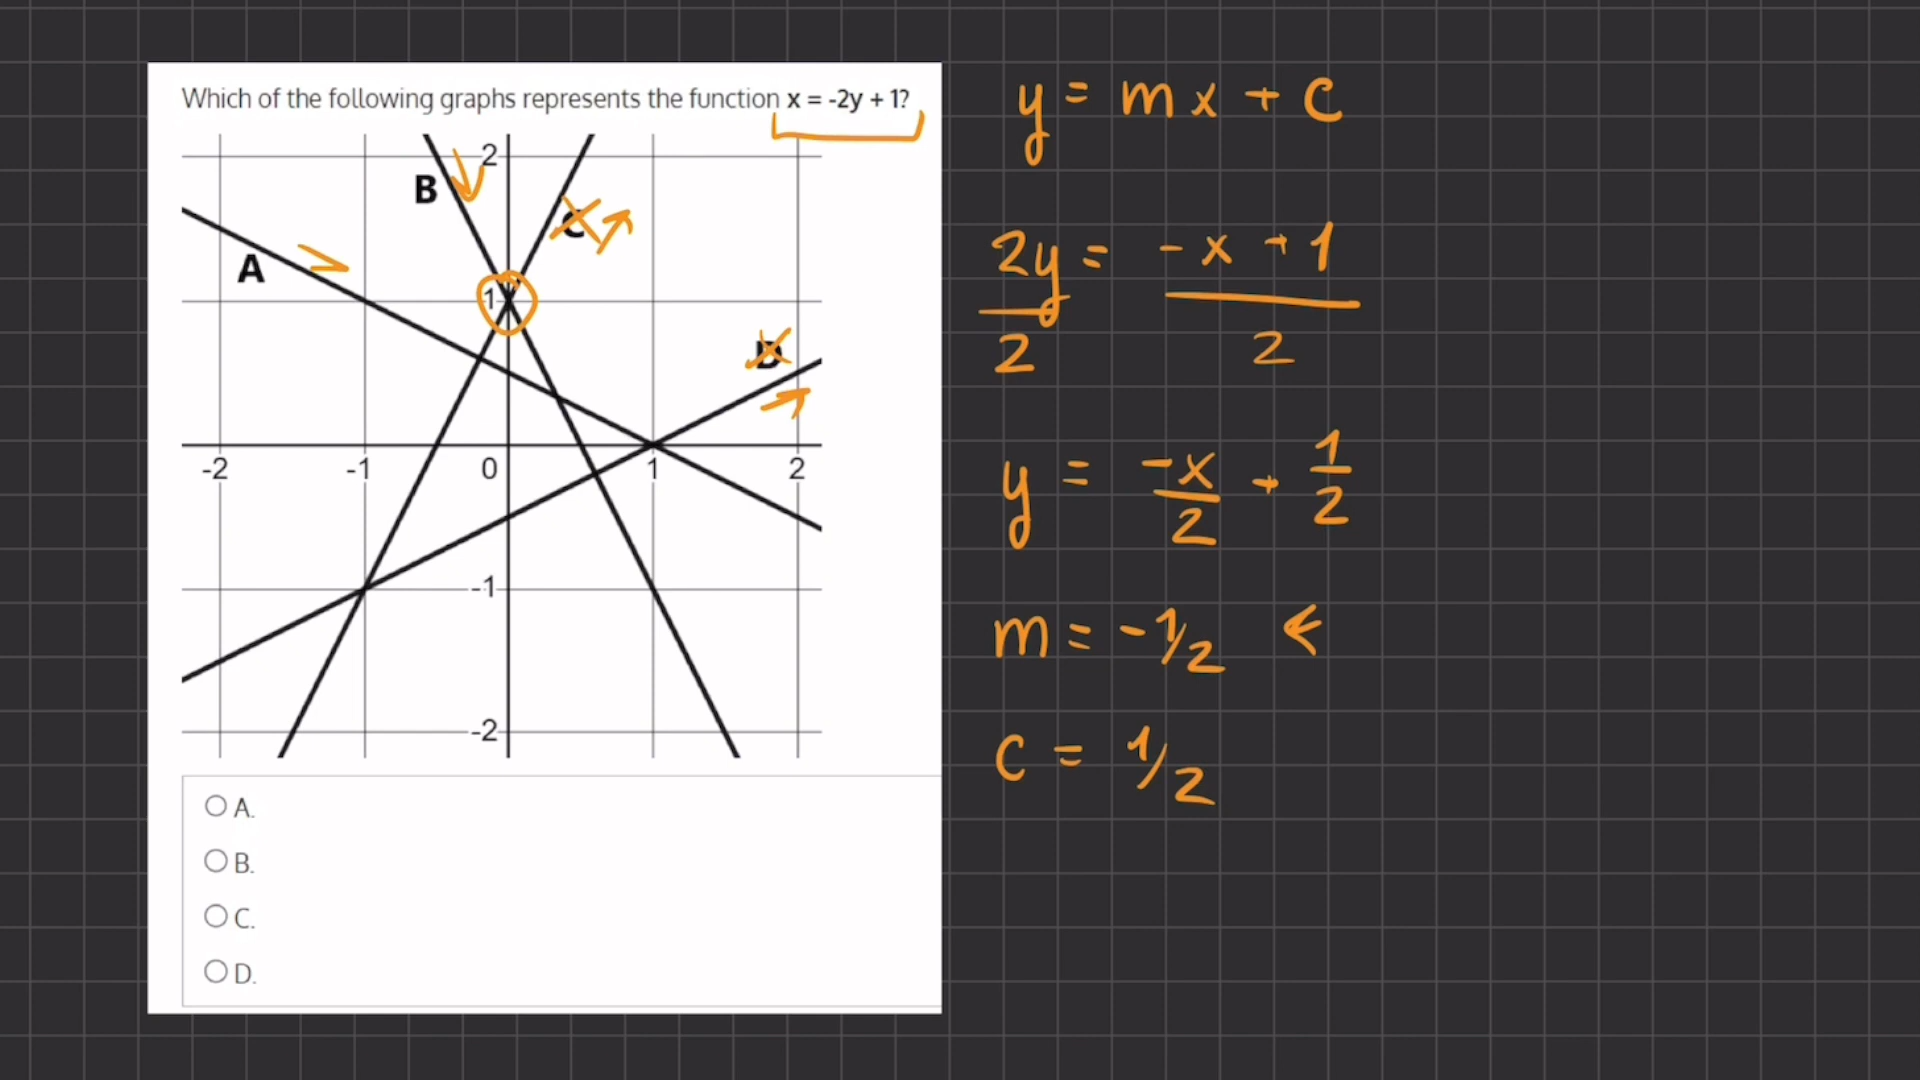 Which of the following graphs represents the function x = -2y + 1?
2
B
C
A
1
D
-2 -1 0 1 2
-1
-2
A.
B.
C.
D.
y = mx + c
2y = -x + 1
2 2
y = -x/2 + 1/2
m = -1/2
c = 1/2